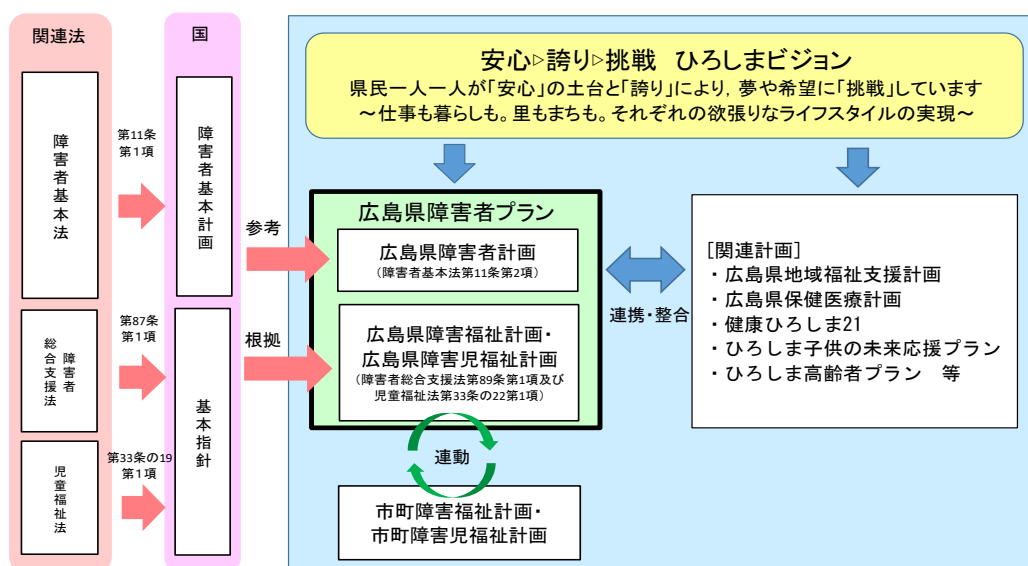 関連法
国
安心▷誇り▷挑戦 ひろしまビジョン
県民一人一人が「安心」の土台と「誇り」により，夢や希望に「挑戦」しています
～仕事も暮らしも。里もまちも。それぞれの欲張りなライフスタイルの実現～
障害者基本法
第11条
第1項
障害者基本計画
参考
広島県障害者プラン
広島県障害者計画
（障害者基本法第11条第2項）
障害者
総合支援法
第87条
第1項
基本指針
根拠
広島県障害福祉計画・
広島県障害児福祉計画
（障害者総合支援法第89条第1項及び
児童福祉法第33条の22第1項）
連携・整合
[関連計画]
・広島県地域福祉支援計画
・広島県保健医療計画
・健康ひろしま21
・ひろしま子供の未来応援プラン
・ひろしま高齢者プラン　等
児童福祉法
第33条の19
第1項
連動
市町障害福祉計画・
市町障害児福祉計画